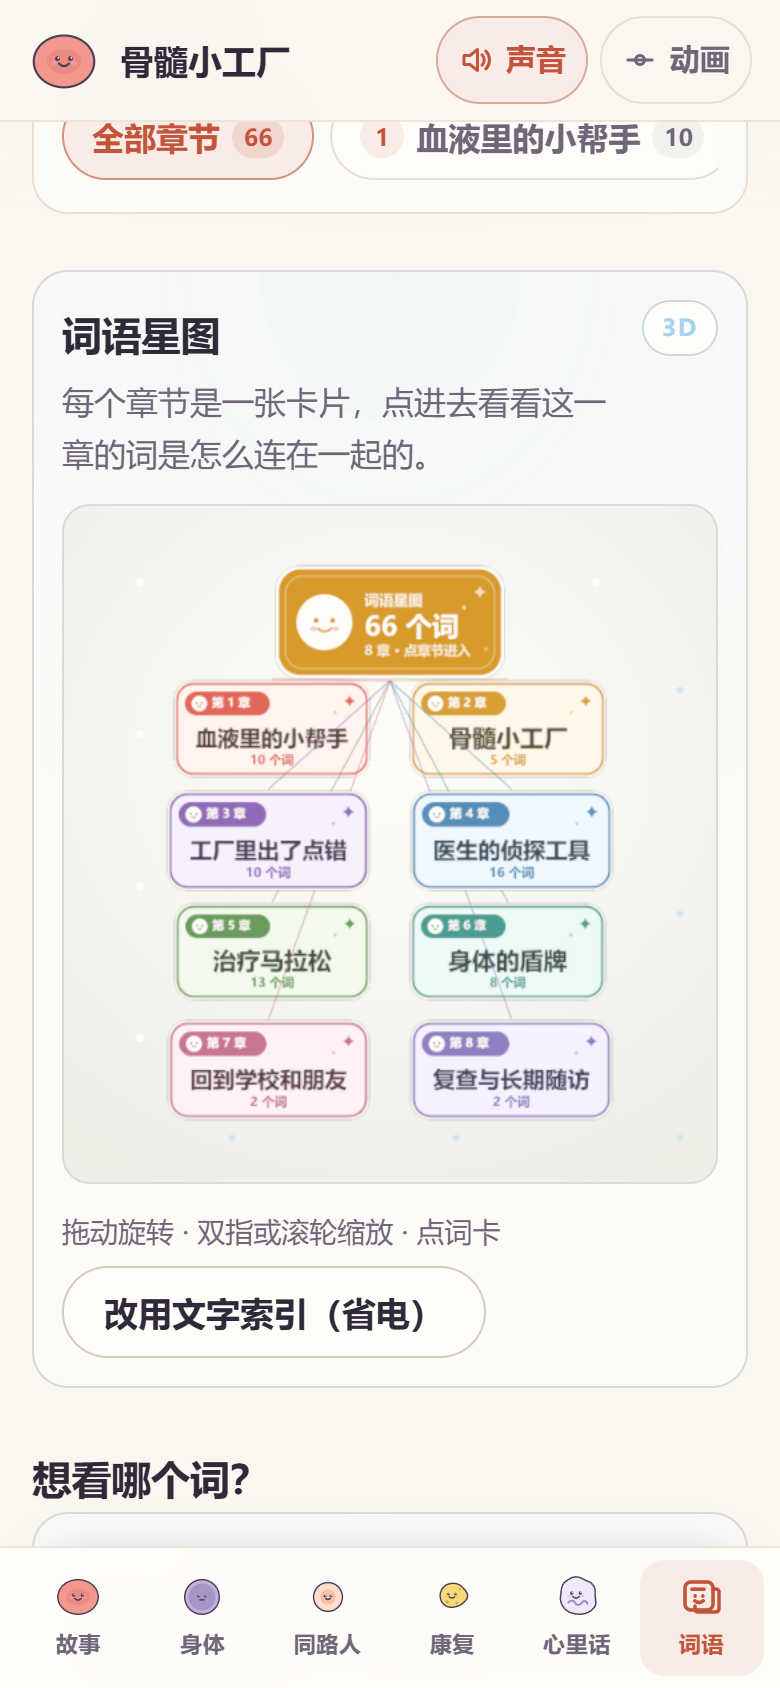 骨髓小工厂
声音
动画
全部章节 66
1 血液里的小帮手 10
词语星图
3D
每个章节是一张卡片，点进去看看这一
章的词是怎么连在一起的。
词语星图
66 个词
8 章·点章节进入
第 1 章
血液里的小帮手
10 个词
第 2 章
骨髓小工厂
5 个词
第 3 章
工厂里出了点错
10 个词
第 4 章
医生的侦探工具
16 个词
第 5 章
治疗马拉松
13 个词
第 6 章
身体的盾牌
8 个词
第 7 章
回到学校和朋友
2 个词
第 8 章
复查与长期随访
2 个词
拖动旋转 · 双指或滚轮缩放 · 点词卡
改用文字索引（省电）
想看哪个词？
故事
身体
同路人
康复
心里话
词语